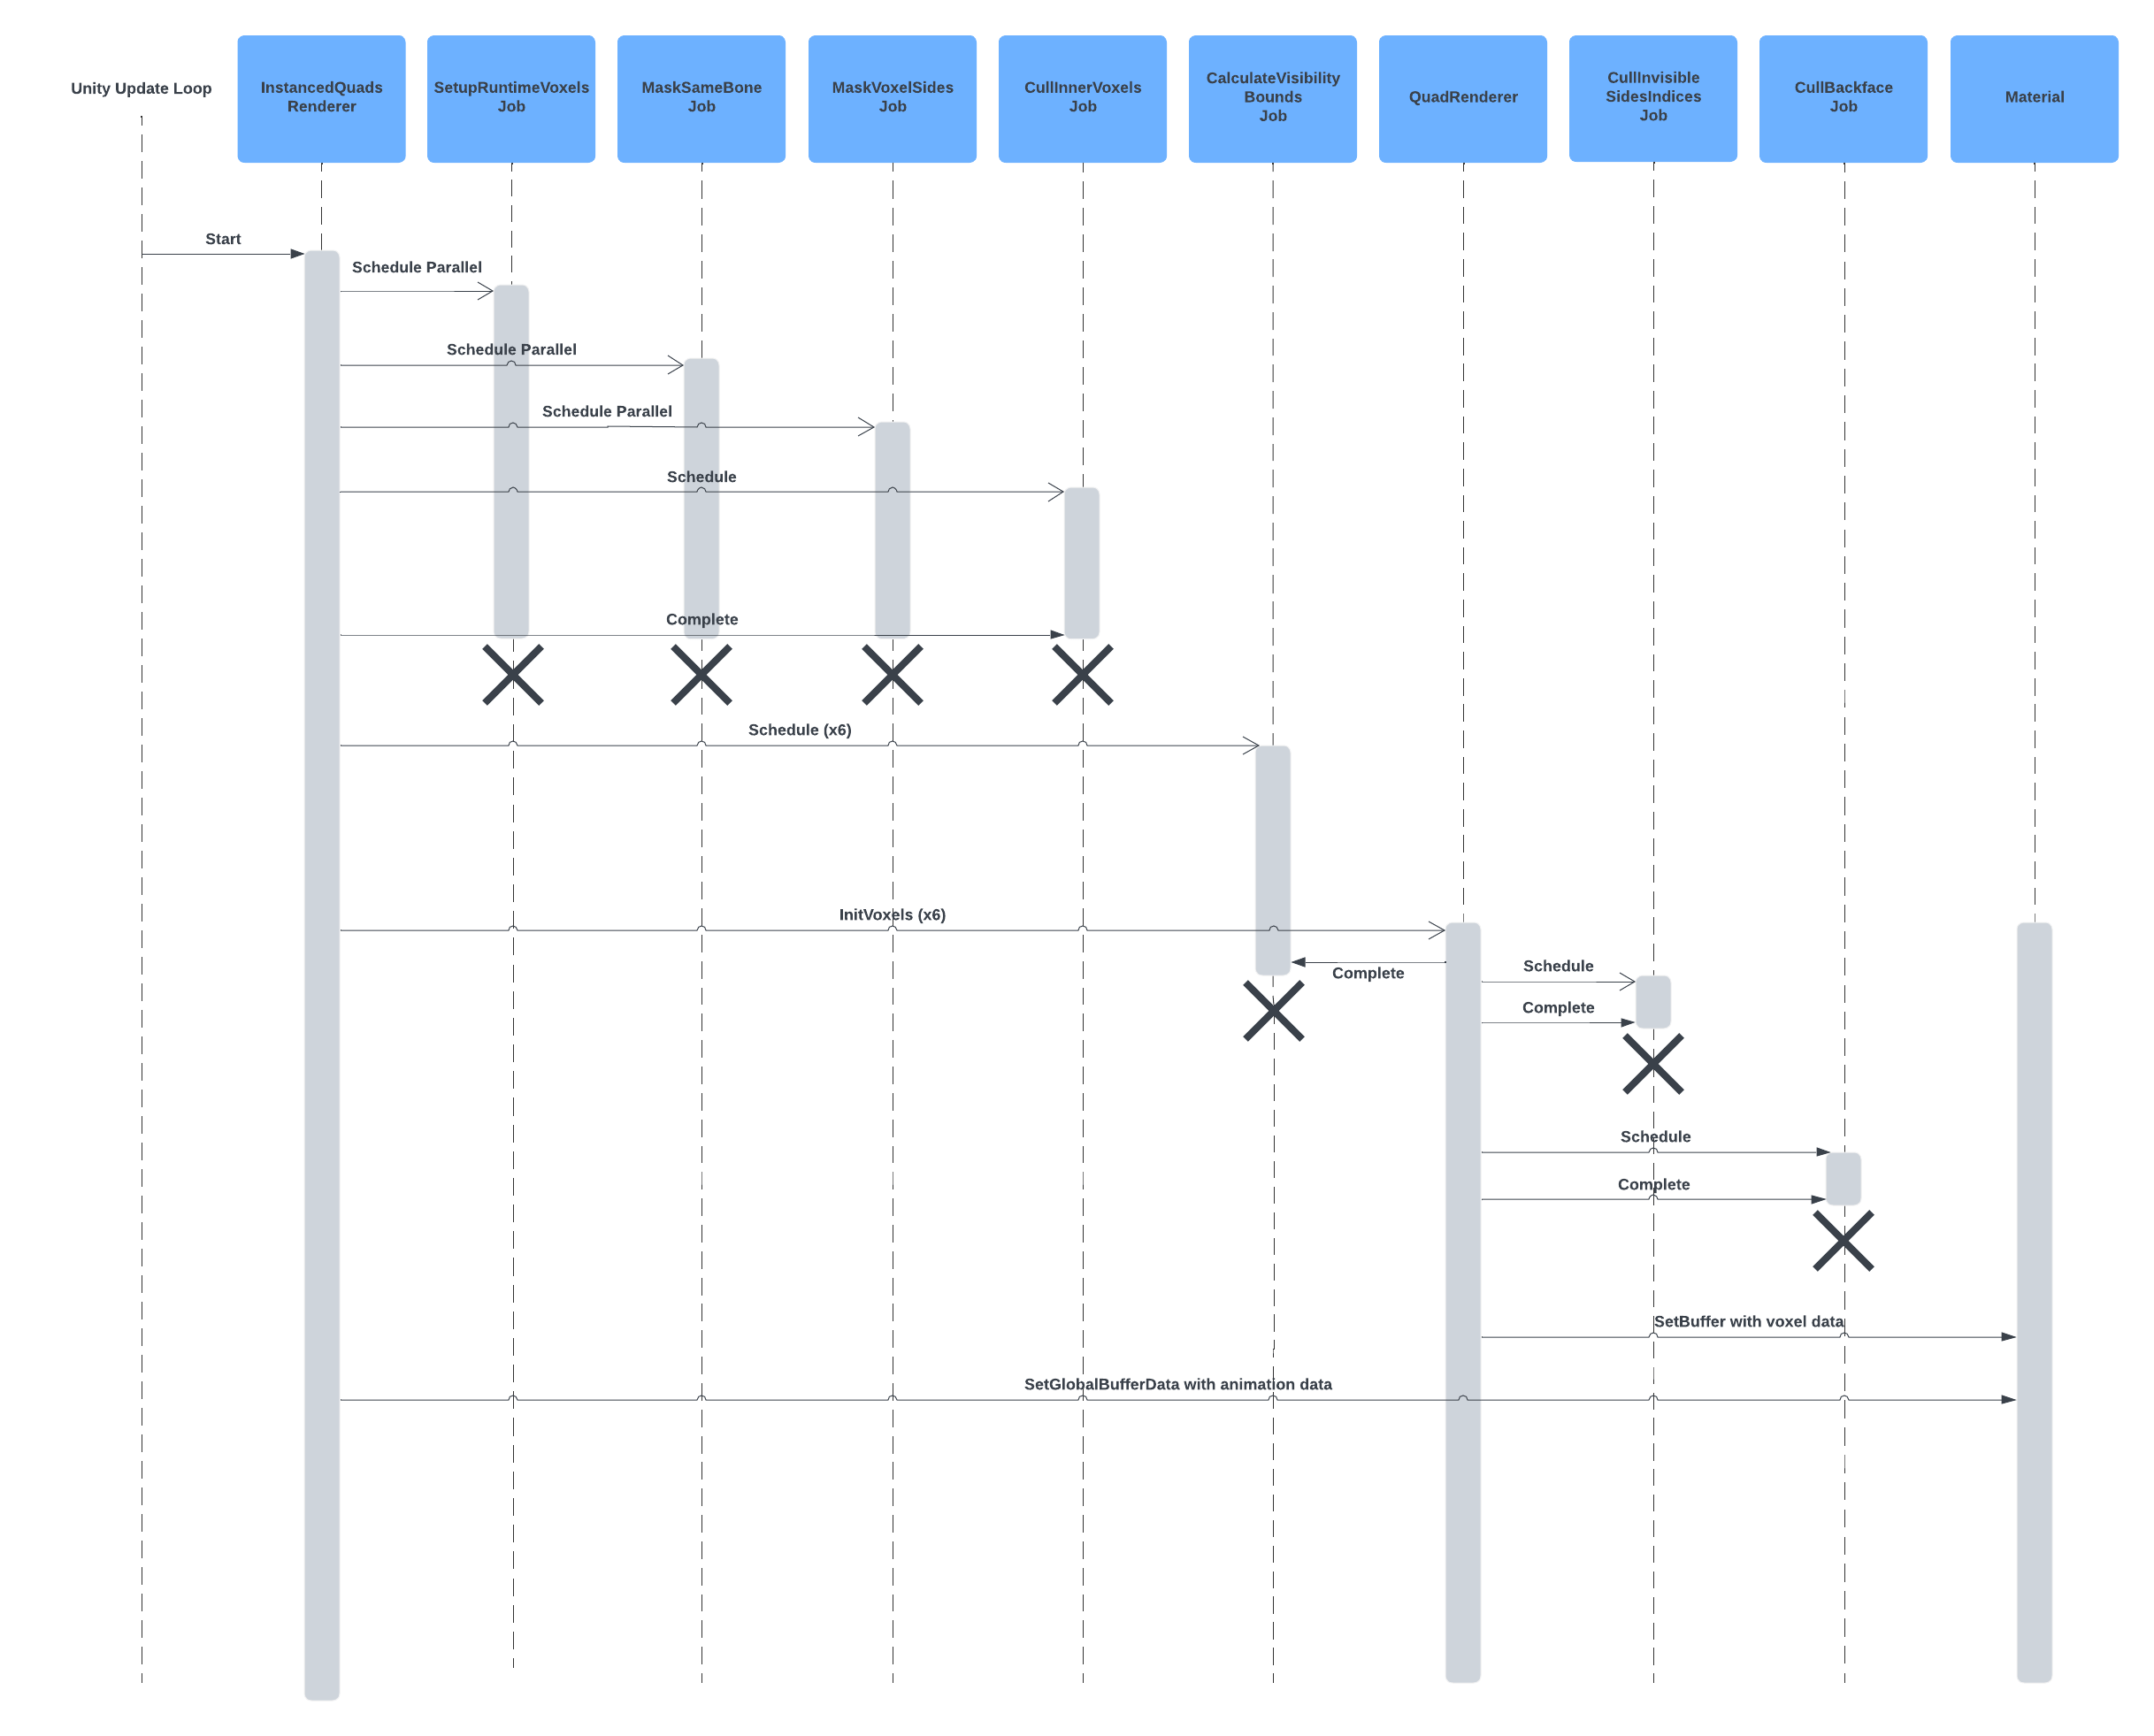 Unity Update Loop
InstancedQuads
Renderer
SetupRuntimeVoxels
Job
MaskSameBone
Job
MaskVoxelSides
Job
CullInnerVoxels
Job
CalculateVisibility
Bounds
Job
QuadRenderer
CullInvisible
SidesIndices
Job
CullBackface
Job
Material
Start
Schedule Parallel
Schedule Parallel
Schedule Parallel
Schedule
Complete
Schedule (x6)
InitVoxels (x6)
Complete
Schedule
Complete
Schedule
Complete
SetBuffer with voxel data
SetGlobalBufferData with animation data